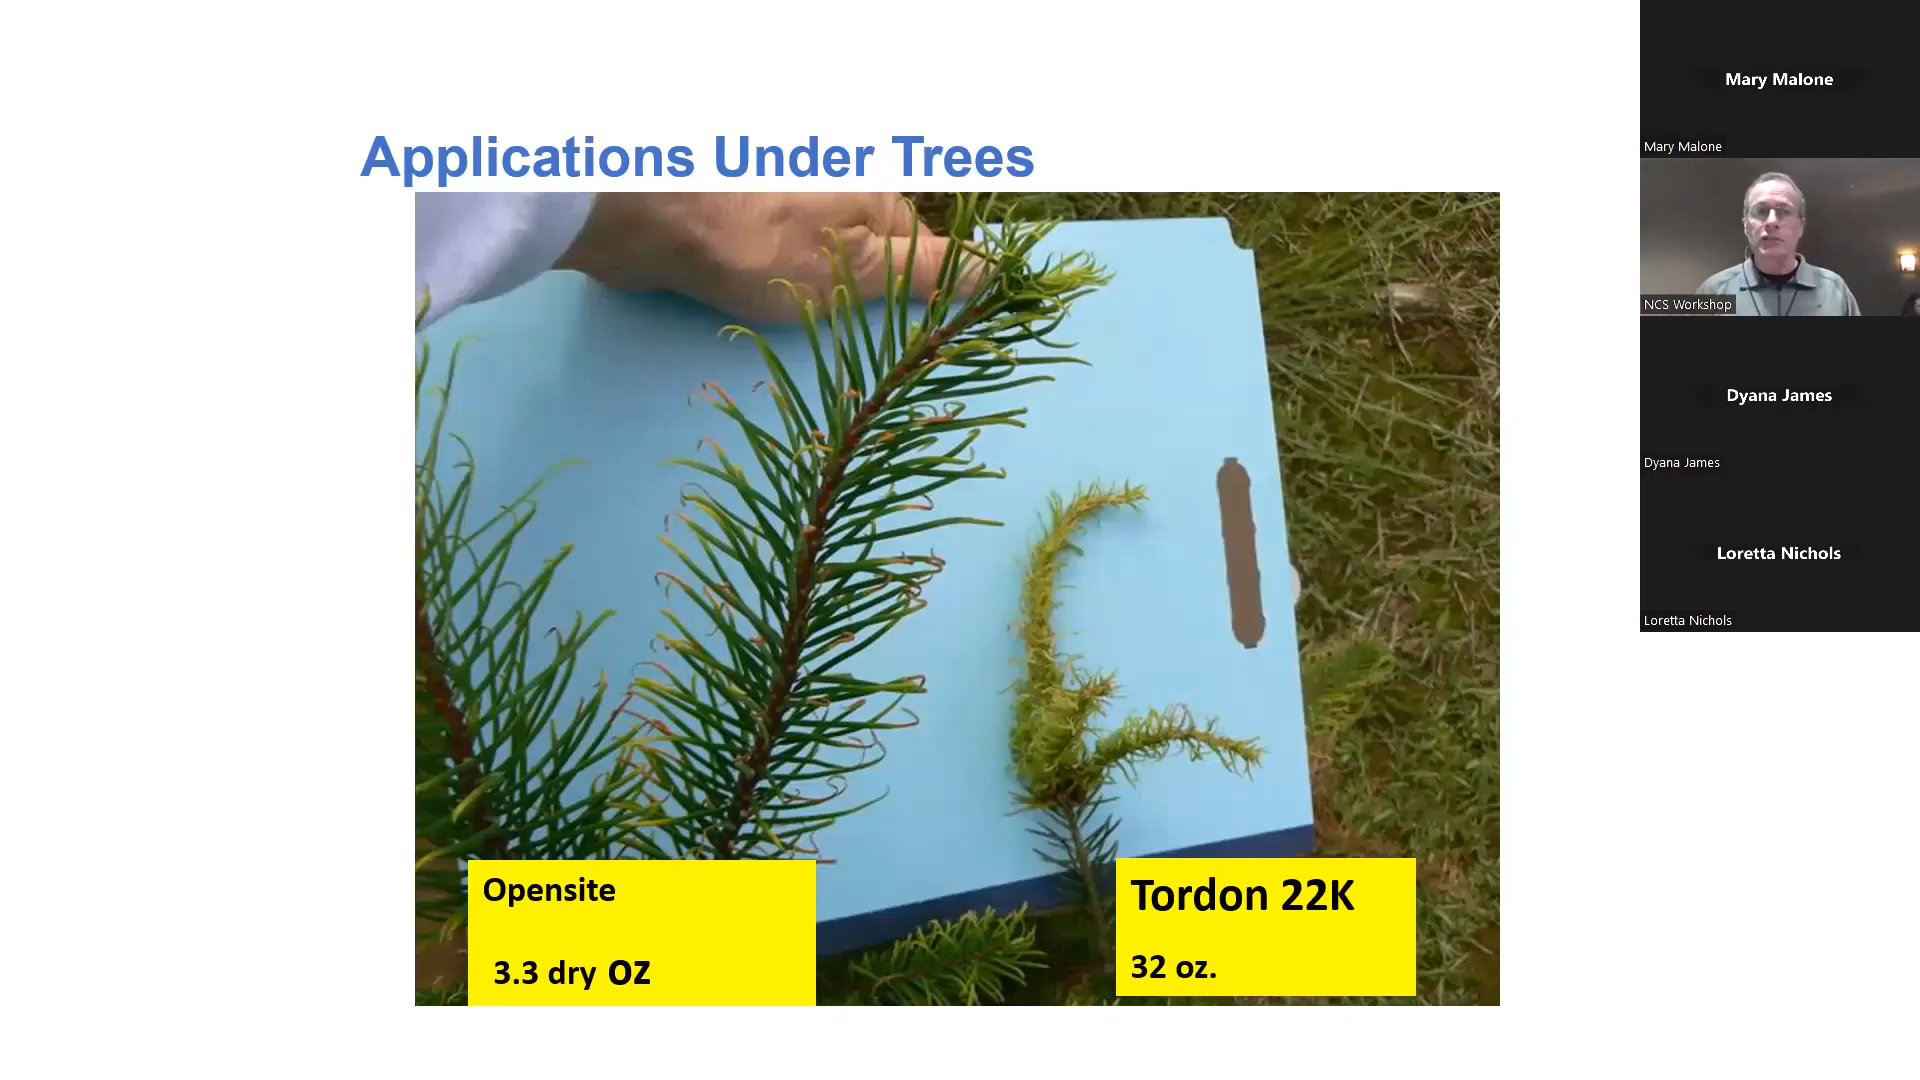 Applications Under Trees
Opensite
3.3 dry oz
Tordon 22K
32 oz.
Mary Malone
Mary Malone
NCS Workshop
Dyana James
Dyana James
Loretta Nichols
Loretta Nichols